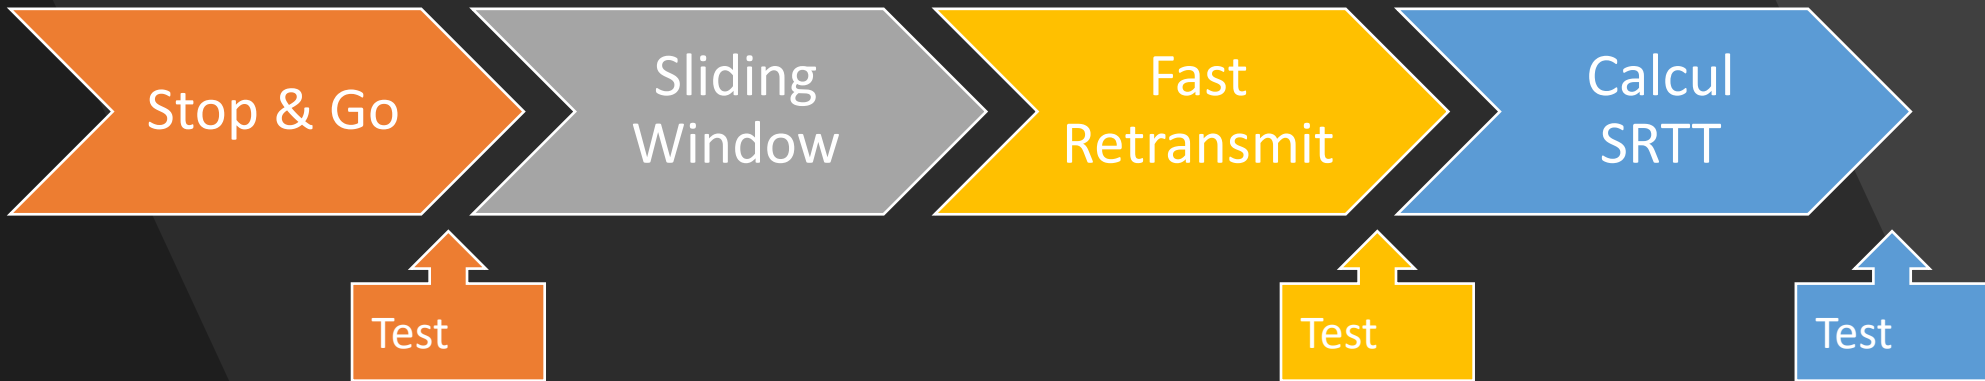 Stop & Go
Sliding
Window
Fast
Retransmit
Calcul
SRTT
Test
Test
Test